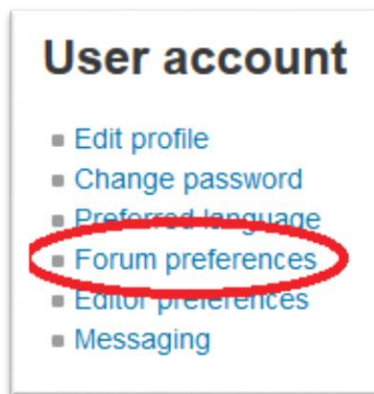 User account
Edit profile
Change password
Preferred language
Forum preferences
Editor preferences
Messaging